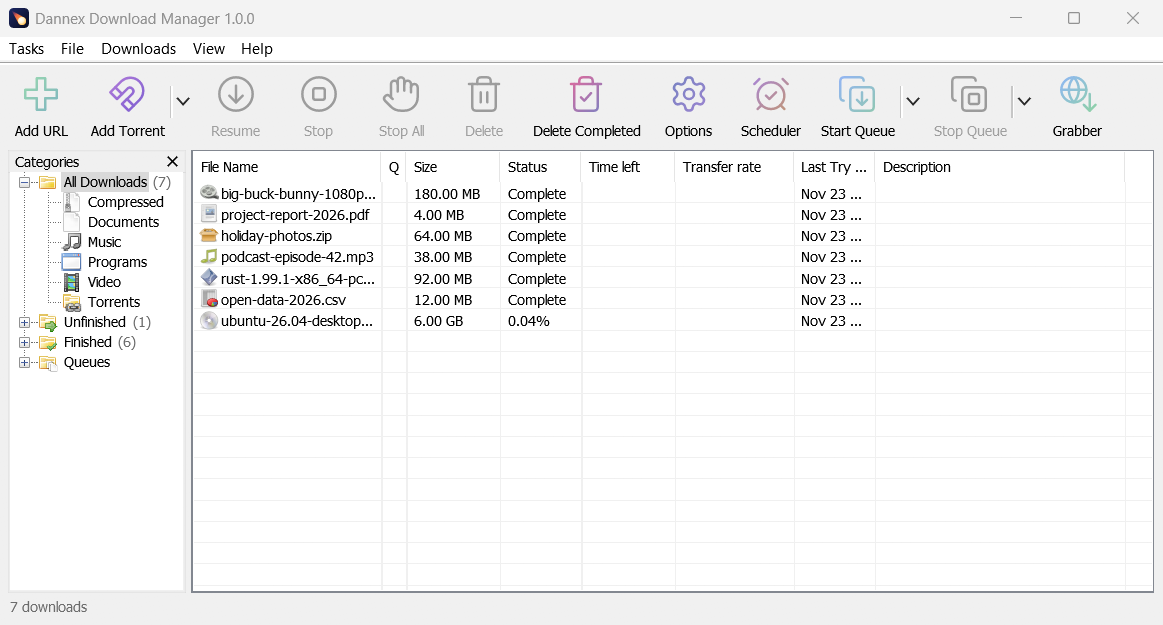 Dannex Download Manager 1.0.0
Tasks File Downloads View Help
Add URL Add Torrent Resume Stop Stop All Delete Delete Completed Options Scheduler Start Queue Stop Queue Grabber
Categories
All Downloads (7)
Compressed
Documents
Music
Programs
Video
Torrents
Unfinished (1)
Finished (6)
Queues
File Name Q Size Status Time left Transfer rate Last Try ... Description
big-buck-bunny-1080p... 180.00 MB Complete Nov 23 ...
project-report-2026.pdf 4.00 MB Complete Nov 23 ...
holiday-photos.zip 64.00 MB Complete Nov 23 ...
podcast-episode-42.mp3 38.00 MB Complete Nov 23 ...
rust-1.99.1-x86_64-pc... 92.00 MB Complete Nov 23 ...
open-data-2026.csv 12.00 MB Complete Nov 23 ...
ubuntu-26.04-desktop... 6.00 GB 0.04% Nov 23 ...
7 downloads